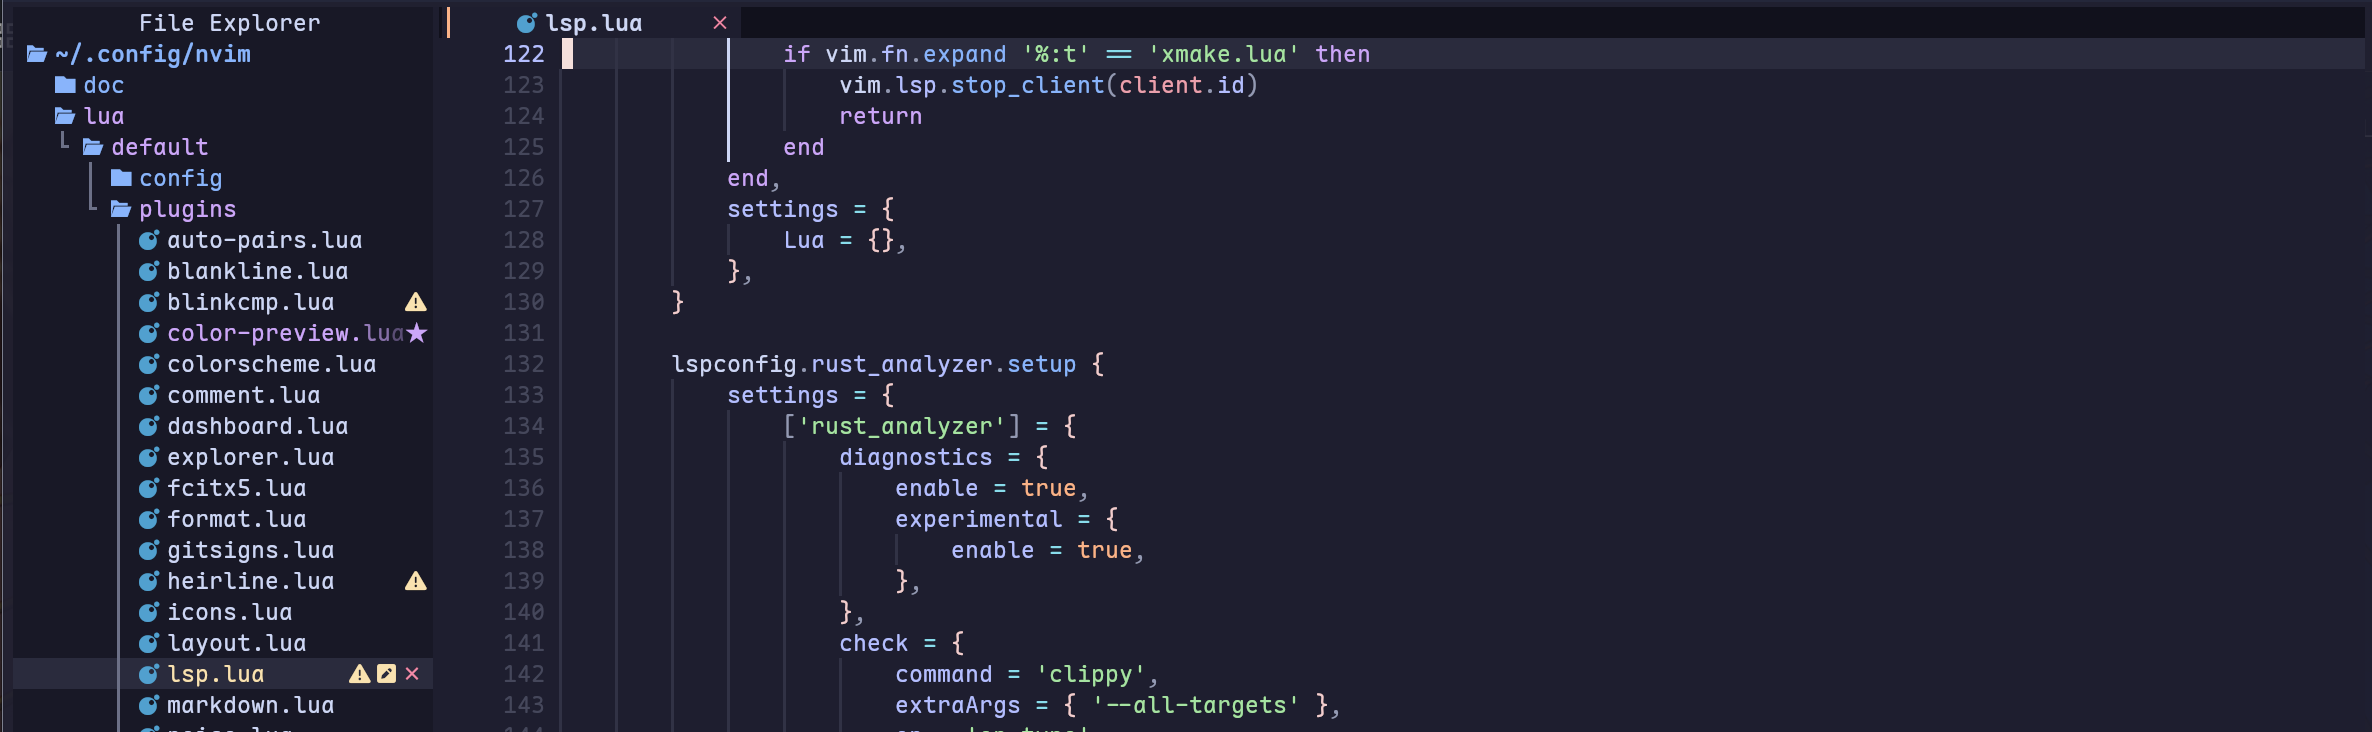 File Explorer
~/.config/nvim
doc
lua
default
config
plugins
auto-pairs.lua
blankline.lua
blinkcmp.lua
color-preview.lua
colorscheme.lua
comment.lua
dashboard.lua
explorer.lua
fcitx5.lua
format.lua
gitsigns.lua
heirline.lua
icons.lua
layout.lua
lsp.lua
markdown.lua
lsp.lua ×
122 if vim.fn.expand '%:t' == 'xmake.lua' then
123 vim.lsp.stop_client(client.id)
124 return
125 end
126 end,
127 settings = {
128 Lua = {},
129 },
130 }
131
132 lspconfig.rust_analyzer.setup {
133 settings = {
134 ['rust_analyzer'] = {
135 diagnostics = {
136 enable = true,
137 experimental = {
138 enable = true,
139 },
140 },
141 check = {
142 command = 'clippy',
143 extraArgs = { '--all-targets' },